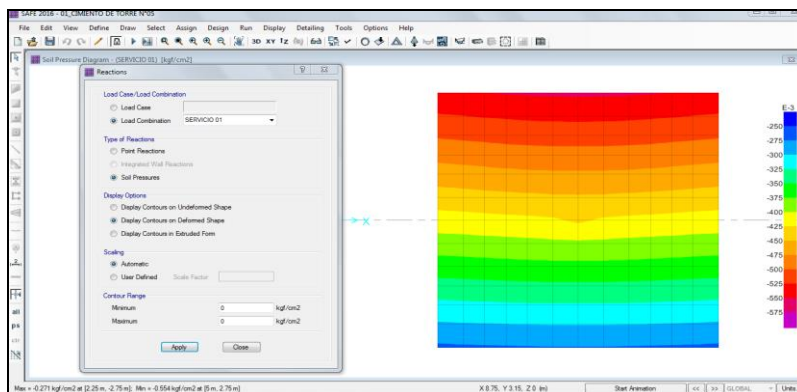 SAFE 2016 - 01_CIMIENTO DE TORRE N°05
File Edit View Define Draw Select Assign Design Run Display Detailing Tools Options Help
3D XY YZ
Soil Pressure Diagram - (SERVICIO 01) [kgf/cm2]
Reactions
Load Case/Load Combination
Load Case
Load Combination SERVICIO 01
Type of Reactions
Point Reactions
Integrated Wall Reactions
Soil Pressures
Display Options
Display Contours on Undeformed Shape
Display Contours on Deformed Shape
Display Contours in Extruded Form
Scaling
Automatic
User Defined Scale Factor
Contour Range
Minimum 0 kgf/cm2
Maximum 0 kgf/cm2
Apply Close
X
E-3
-250
-275
-300
-325
-350
-375
-400
-425
-450
-475
-500
-525
-550
-575
all
ps
Max = -0.271 kgf/cm2 at [2.25 m, -2.75 m]; Min = -0.554 kgf/cm2 at [5 m, 2.75 m] X 8.75, Y 3.15, Z 0 (m) Start Animation << >> GLOBAL Units